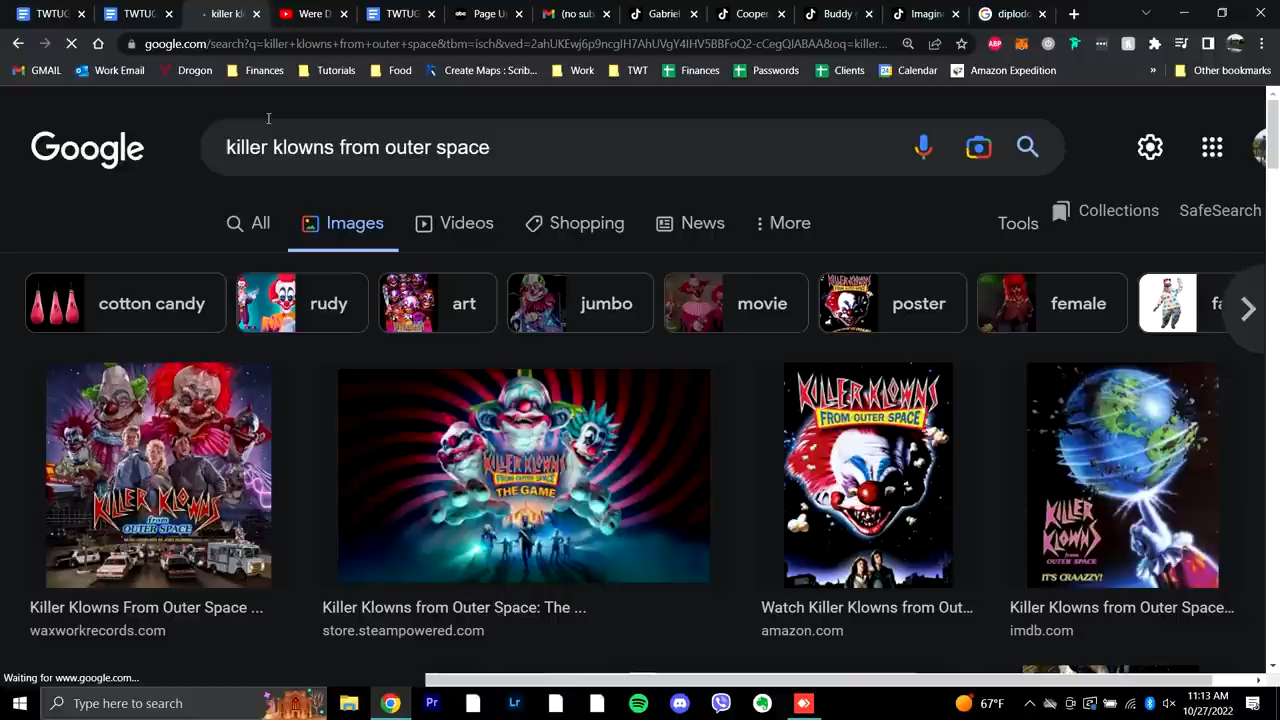 TWTUG
TWTUG
killer kl
Were D
TWTUG
Page U
(no sub
Gabriel
Cooper
Buddy
Imagine
diplodo
google.com/search?q=killer+klowns+from+outer+space&tbm=isch&ved=2ahUKEwj6p9ncgIH7AhUVgY4IHV5BBFoQ2-cCegQIABAA&oq=killer...
GMAIL
Work Email
Drogon
Finances
Tutorials
Food
Create Maps : Scrib...
Work
TWT
Finances
Passwords
Clients
Calendar
Amazon Expedition
»
Other bookmarks
Google
killer klowns from outer space
All
Images
Videos
Shopping
News
More
Tools
Collections
SafeSearch
cotton candy
rudy
art
jumbo
movie
poster
female
fa
KILLER KLOWNS
from
OUTER SPACE
KILLER KLOWNS
FROM OUTER SPACE
THE GAME
KILLER KLOWNS
FROM OUTER SPACE
KILLER
KLOWNS
from
OUTER SPACE
IT'S CRAAZZY!
Killer Klowns From Outer Space ...
waxworkrecords.com
Killer Klowns from Outer Space: The ...
store.steampowered.com
Watch Killer Klowns from Out...
amazon.com
Killer Klowns from Outer Space...
imdb.com
Waiting for www.google.com...
Type here to search
67°F
11:13 AM
10/27/2022